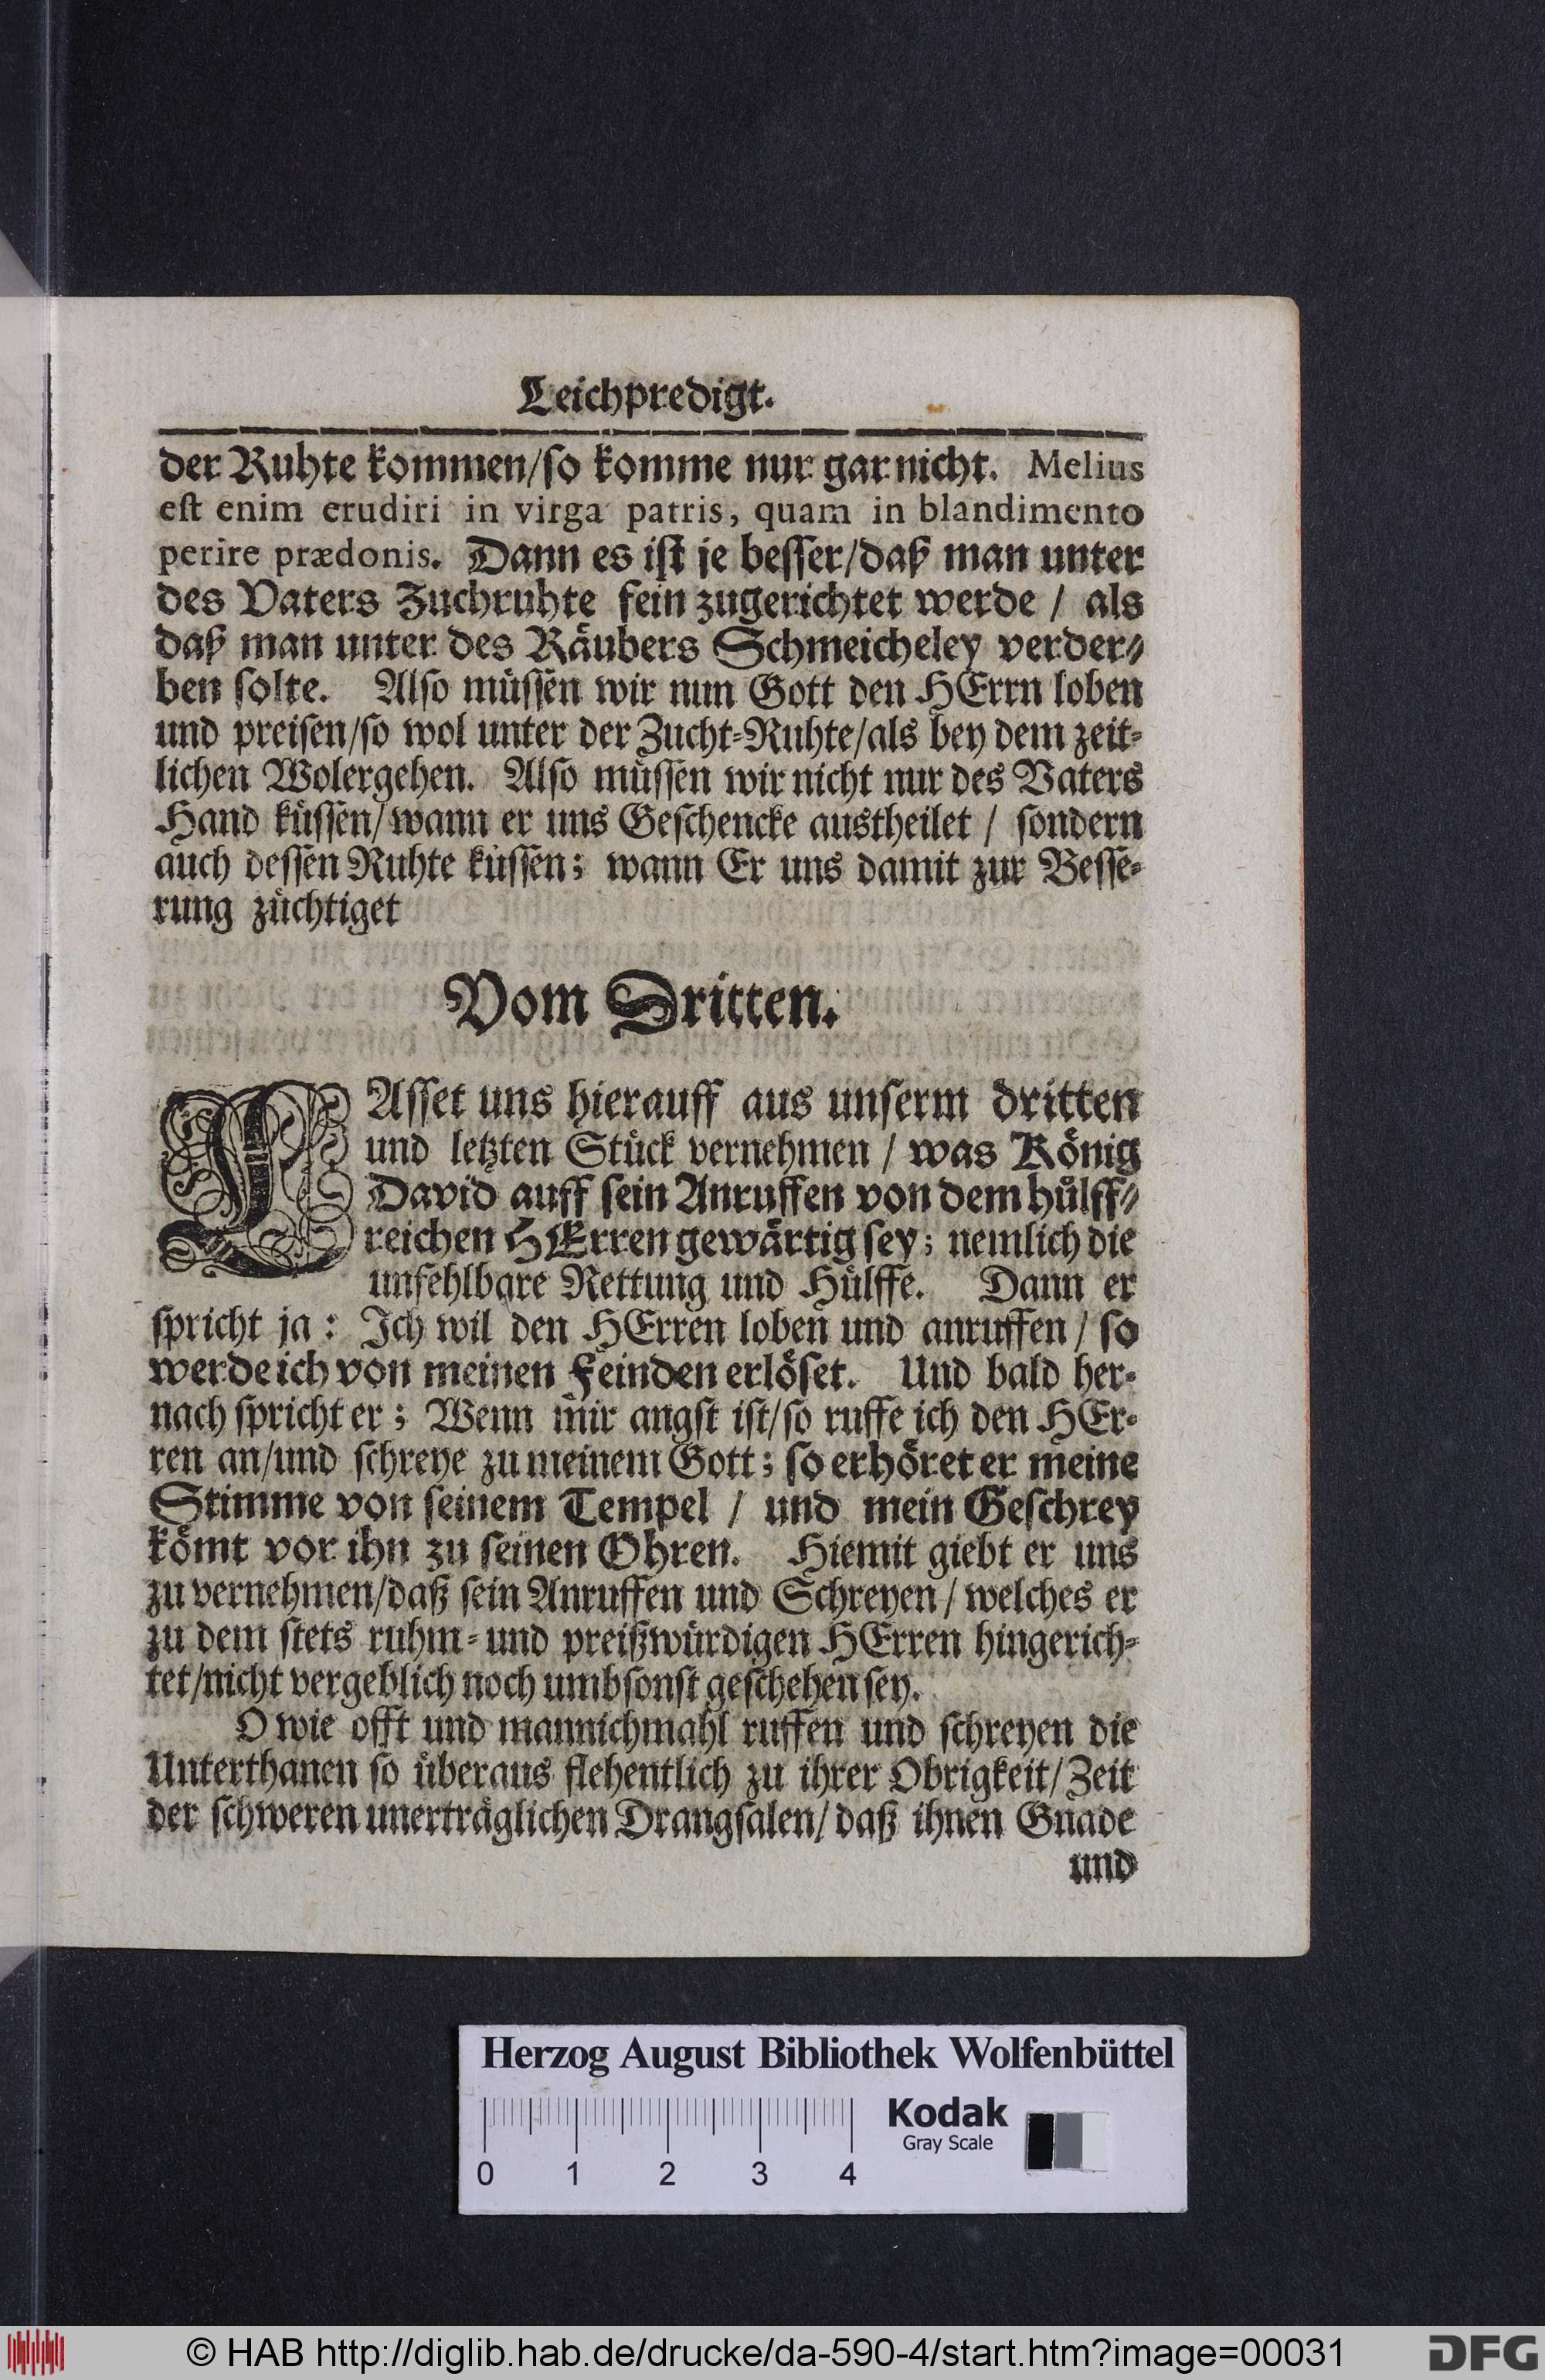 Leichpredigt.
der Ruhte kommen/so komme nur gar nicht. Melius
est enim erudiri in virga patris, quam in blandimento
perire prædonis. Dann es ist je besser/daß man unter
des Vaters Zuchruhte fein zugerichtet werde / als
daß man unter des Räubers Schmeicheley verder-
ben solte. Also müssen wir nun Gott den HErrn loben
und preisen/so wol unter der Zucht-Ruhte/als bey dem zeit-
lichen Wolergehen. Also müssen wir nicht nur des Vaters
Hand küssen/wann er uns Geschencke austheilet / sondern
auch dessen Ruhte küssen; wann Er uns damit zur Besse-
rung züchtiget
Vom Dritten.
LAsset uns hierauff aus unserm dritten
und letzten Stück vernehmen / was König
David auff sein Anruffen von dem hülff-
reichen HErren gewärtig sey; nemlich die
unfehlbare Rettung und Hülffe. Dann er
spricht ja: Ich wil den HErren loben und anruffen / so
werde ich von meinen Feinden erlöset. Und bald her-
nach spricht er; Wenn mir angst ist/so ruffe ich den HEr-
ren an/und schreye zu meinem Gott; so erhöret er meine
Stimme von seinem Tempel / und mein Geschrey
kömt vor ihn zu seinen Ohren. Hiemit giebt er uns
zu vernehmen/daß sein Anruffen und Schreyen / welches er
zu dem stets ruhm- und preißwürdigen HErren hingerich-
tet/nicht vergeblich noch umbsonst geschehen sey.
O wie offt und mannichmahl ruffen und schreyen die
Unterthanen so überaus flehentlich zu ihrer Obrigkeit/Zeit
der schweren unerträglichen Drangsalen/daß ihnen Gnade
und
Herzog August Bibliothek Wolfenbüttel
Kodak
Gray Scale
0 1 2 3 4
© HAB http://diglib.hab.de/drucke/da-590-4/start.htm?image=00031
DFG